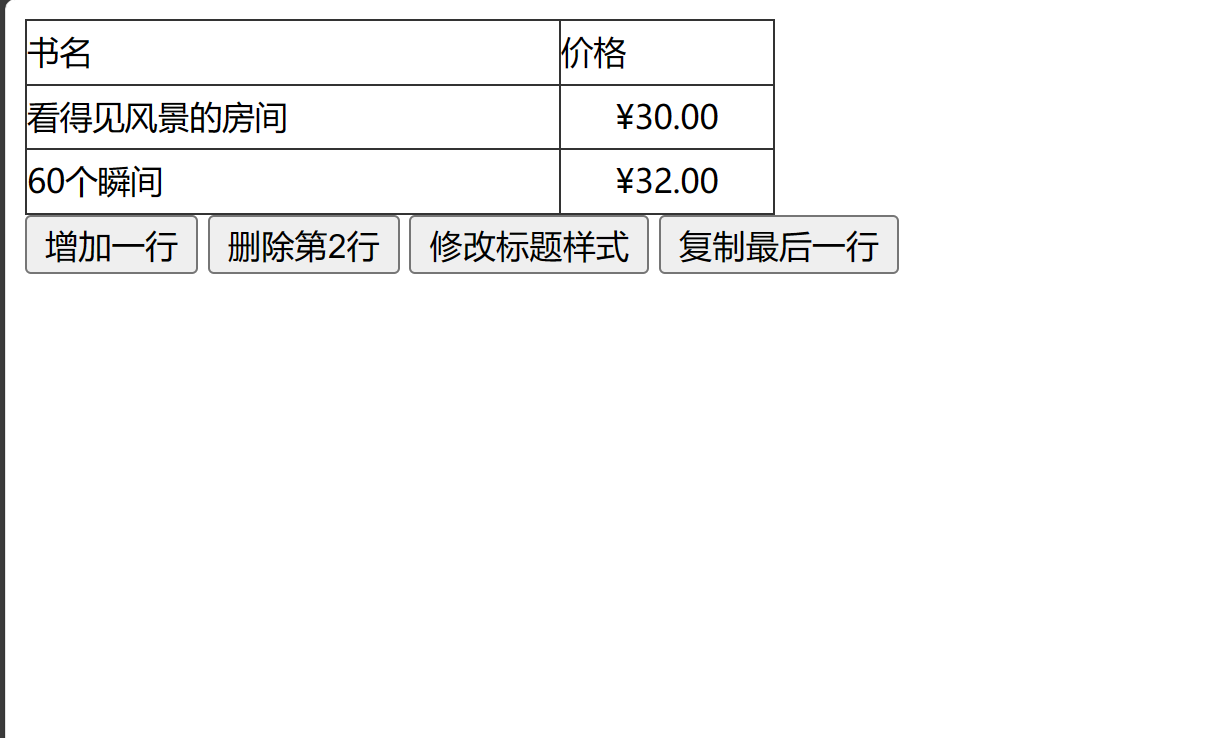 书名 价格
看得见风景的房间 ¥30.00
60个瞬间 ¥32.00
增加一行 删除第2行 修改标题样式 复制最后一行